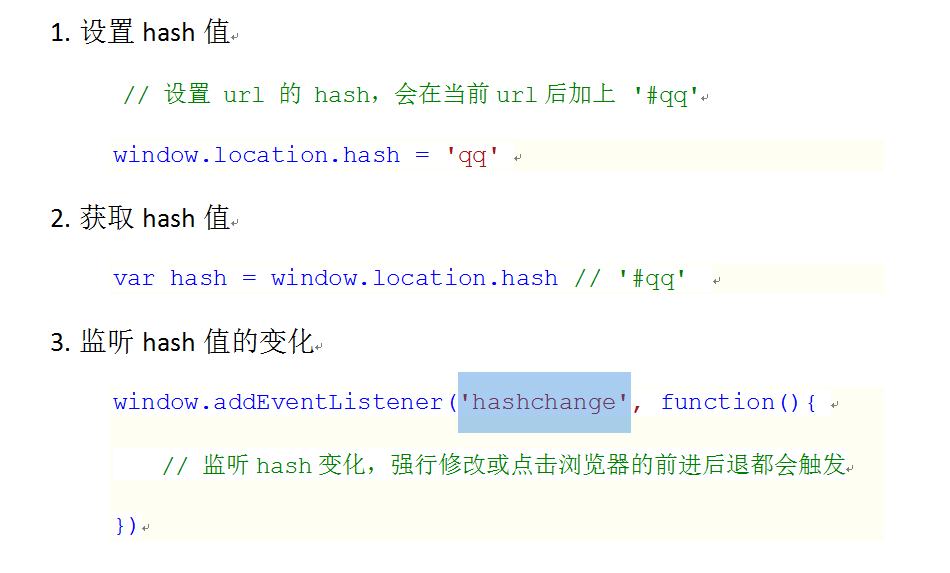 1. 设置 hash 值
// 设置 url 的 hash，会在当前 url 后加上 '#qq'
window.location.hash = 'qq'
2. 获取 hash 值
var hash = window.location.hash // '#qq'
3. 监听 hash 值的变化
window.addEventListener('hashchange', function(){
// 监听 hash 变化，强行修改或点击浏览器的前进后退都会触发
})